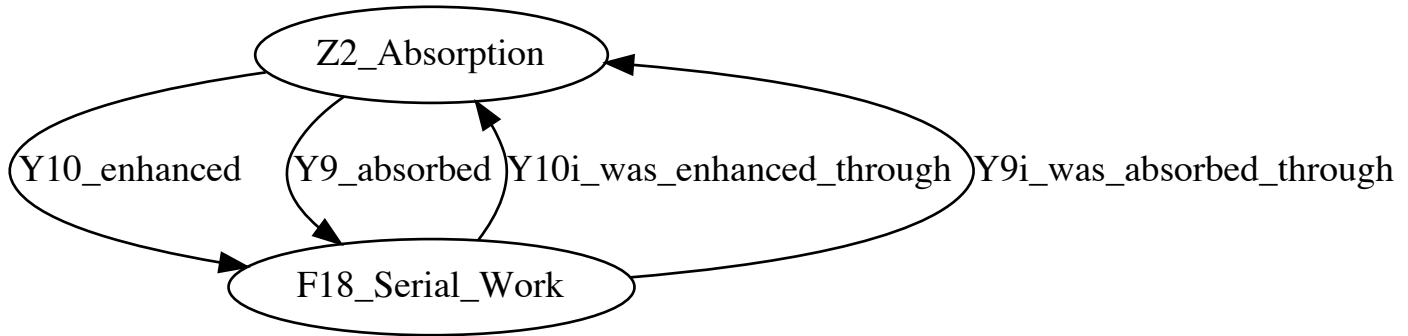 Z2_Absorption
Y10_enhanced
Y9_absorbed
Y10i_was_enhanced_through
Y9i_was_absorbed_through
F18_Serial_Work